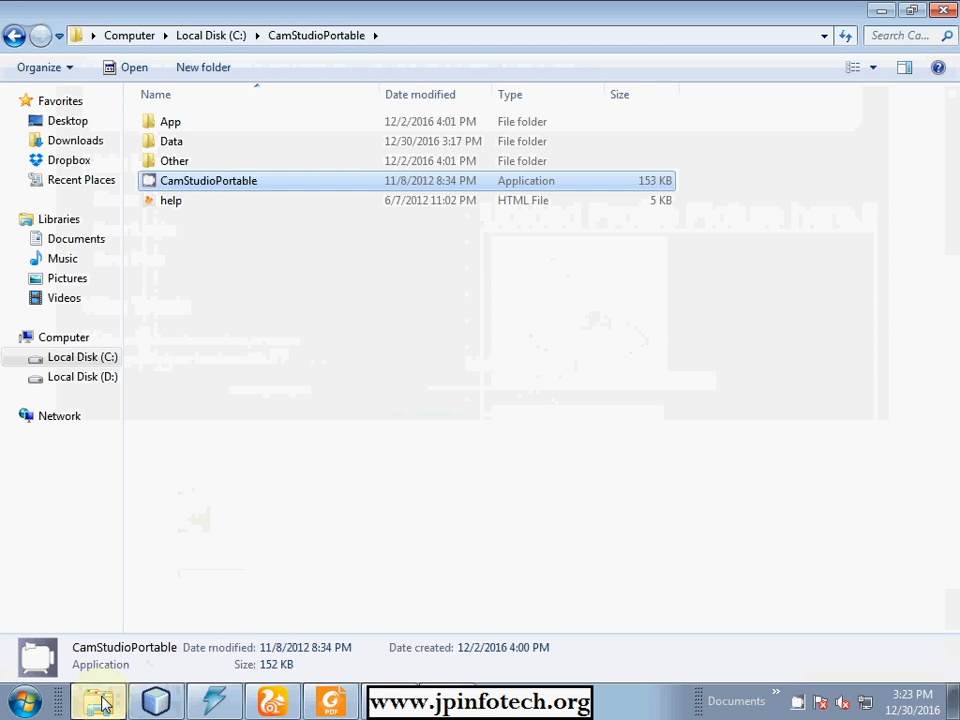 Computer Local Disk (C:) CamStudioPortable
Search Ca...
Organize Open New folder
Name Date modified Type Size
Favorites
Desktop
Downloads
Dropbox
Recent Places
Libraries
Documents
Music
Pictures
Videos
Computer
Local Disk (C:)
Local Disk (D:)
Network
App 12/2/2016 4:01 PM File folder
Data 12/30/2016 3:17 PM File folder
Other 12/2/2016 4:01 PM File folder
CamStudioPortable 11/8/2012 8:34 PM Application 153 KB
help 6/7/2012 11:02 PM HTML File 5 KB
CamStudioPortable Date modified: 11/8/2012 8:34 PM Date created: 12/2/2016 4:00 PM
Application Size: 152 KB
PDF
www.jpinfotech.org
Documents
3:23 PM
12/30/2016